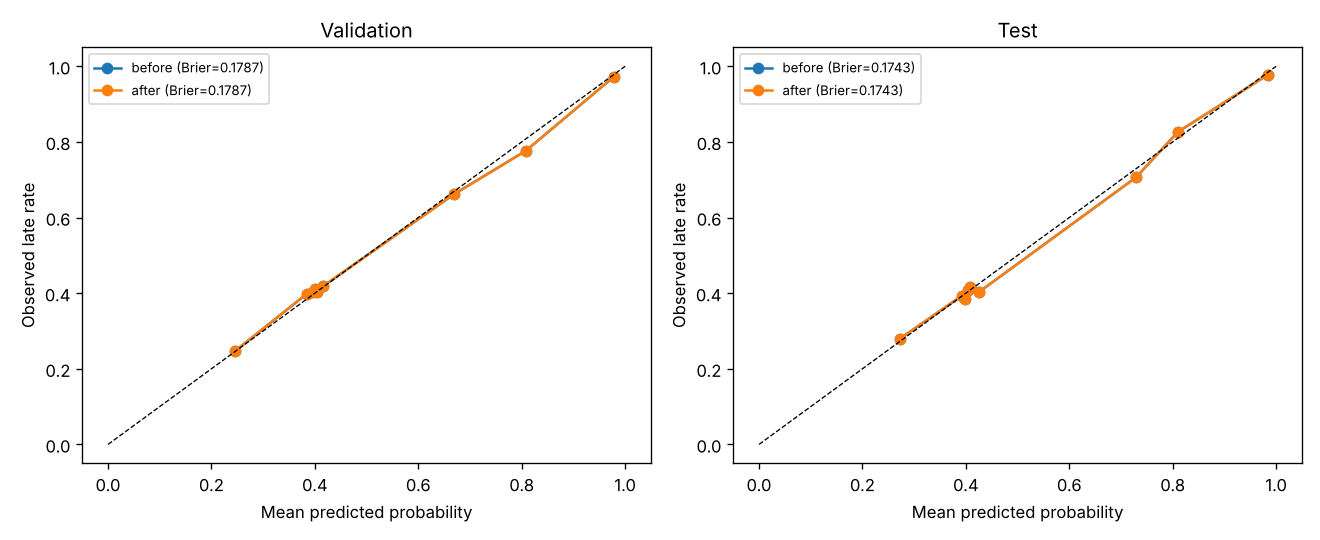 Validation
before (Brier=0.1787)
after (Brier=0.1787)
Observed late rate
1.0
0.8
0.6
0.4
0.2
0.0
0.0 0.2 0.4 0.6 0.8 1.0
Mean predicted probability
Test
before (Brier=0.1743)
after (Brier=0.1743)
Observed late rate
1.0
0.8
0.6
0.4
0.2
0.0
0.0 0.2 0.4 0.6 0.8 1.0
Mean predicted probability